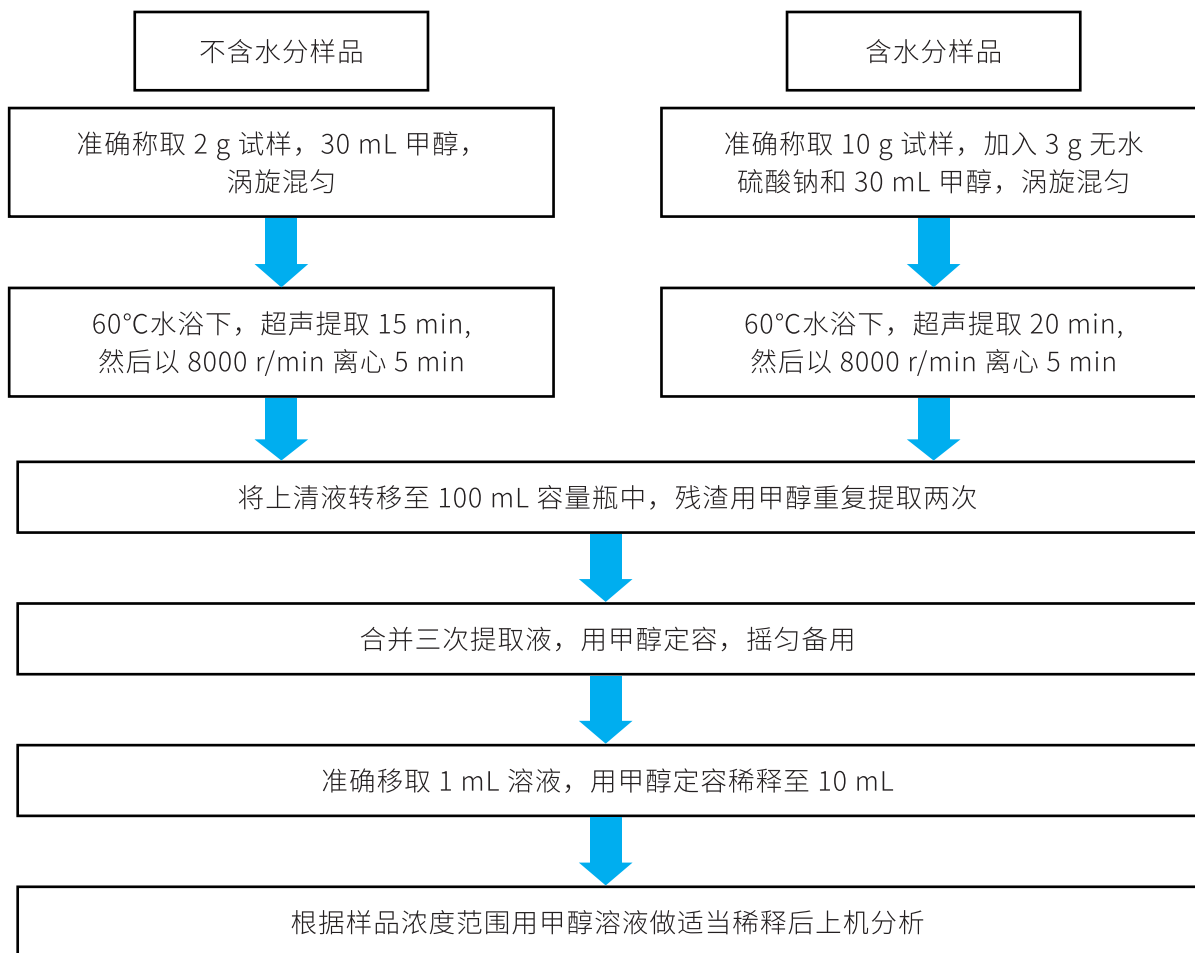 不含水分样品
含水分样品
准确称取 2 g 试样，30 mL 甲醇，
涡旋混匀
准确称取 10 g 试样，加入 3 g 无水
硫酸钠和 30 mL 甲醇，涡旋混匀
60℃水浴下，超声提取 15 min,
然后以 8000 r/min 离心 5 min
60℃水浴下，超声提取 20 min,
然后以 8000 r/min 离心 5 min
将上清液转移至 100 mL 容量瓶中，残渣用甲醇重复提取两次
合并三次提取液，用甲醇定容，摇匀备用
准确移取 1 mL 溶液，用甲醇定容稀释至 10 mL
根据样品浓度范围用甲醇溶液做适当稀释后上机分析